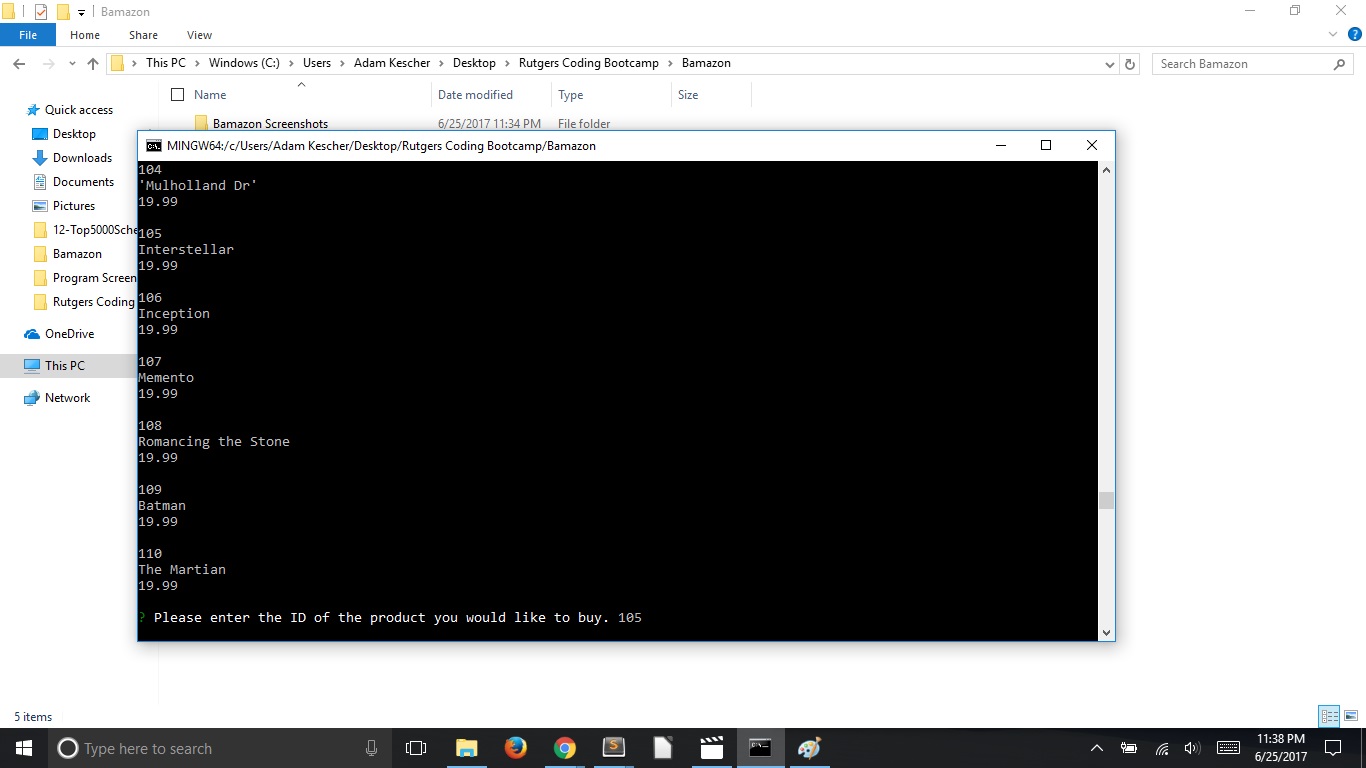 Bamazon
File Home Share View
This PC Windows (C:) Users Adam Kescher Desktop Rutgers Coding Bootcamp Bamazon
Search Bamazon
Name Date modified Type Size
Quick access
Bamazon Screenshots 6/25/2017 11:34 PM File folder
Desktop
Downloads
Documents
Pictures
12-Top5000Sche
Bamazon
Program Screen
Rutgers Coding
OneDrive
This PC
Network
MINGW64:/c/Users/Adam Kescher/Desktop/Rutgers Coding Bootcamp/Bamazon
104
'Mulholland Dr'
19.99
105
Interstellar
19.99
106
Inception
19.99
107
Memento
19.99
108
Romancing the Stone
19.99
109
Batman
19.99
110
The Martian
19.99
? Please enter the ID of the product you would like to buy. 105
5 items
Type here to search
11:38 PM
6/25/2017